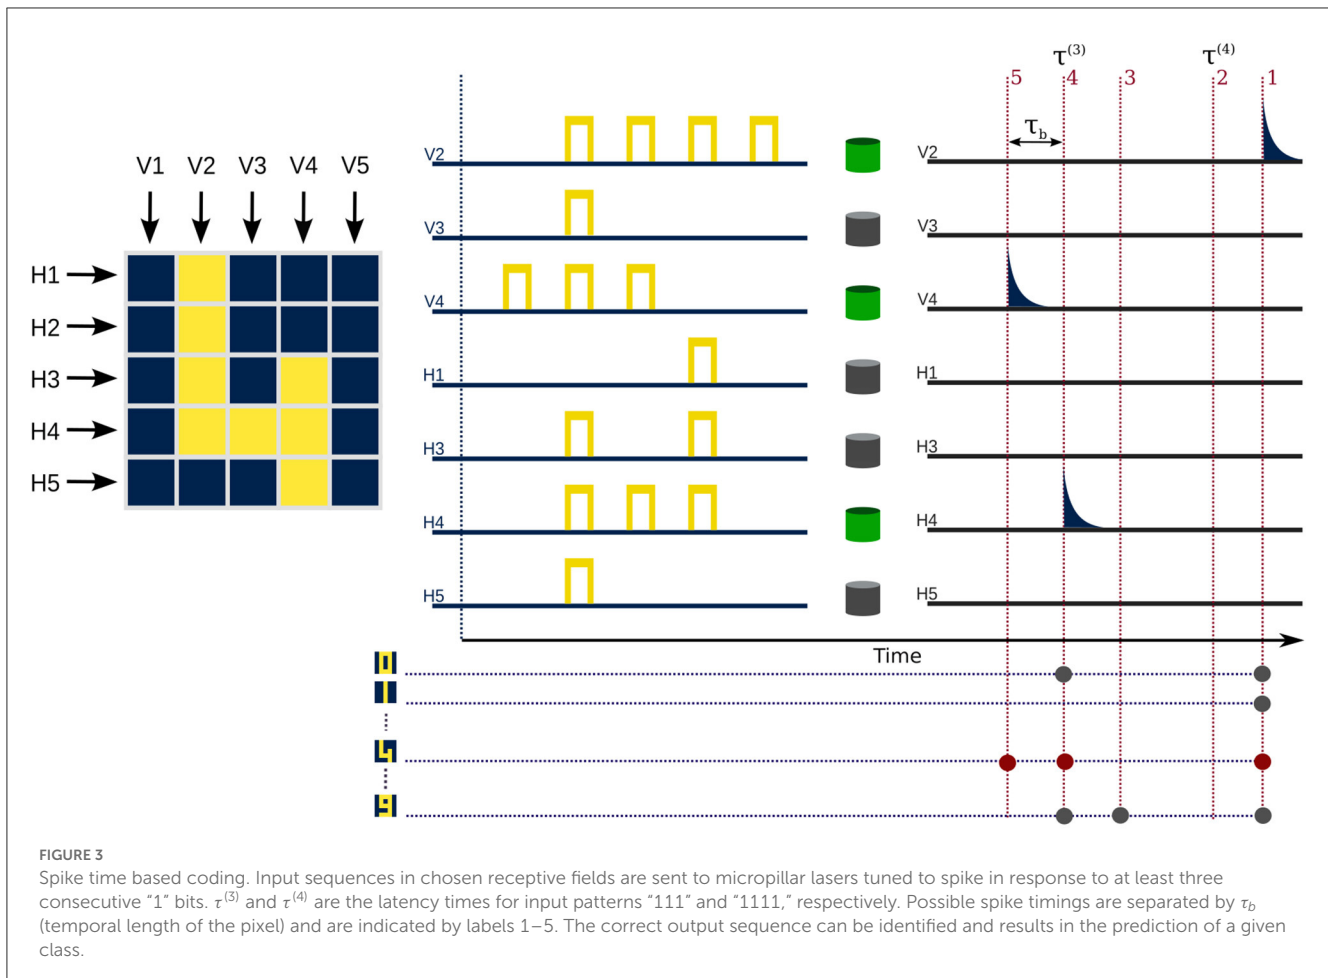 τ(3) τ(4)
5 4 3 2 1
τb
V1 V2 V3 V4 V5
H1
H2
H3
H4
H5
V2
V3
V4
H1
H3
H4
H5
V2
V3
V4
H1
H3
H4
H5
Time
0
1
4
9
FIGURE 3
Spike time based coding. Input sequences in chosen receptive fields are sent to micropillar lasers tuned to spike in response to at least three
consecutive “1” bits. τ(3) and τ(4) are the latency times for input patterns “111” and “1111,” respectively. Possible spike timings are separated by τb
(temporal length of the pixel) and are indicated by labels 1–5. The correct output sequence can be identified and results in the prediction of a given
class.